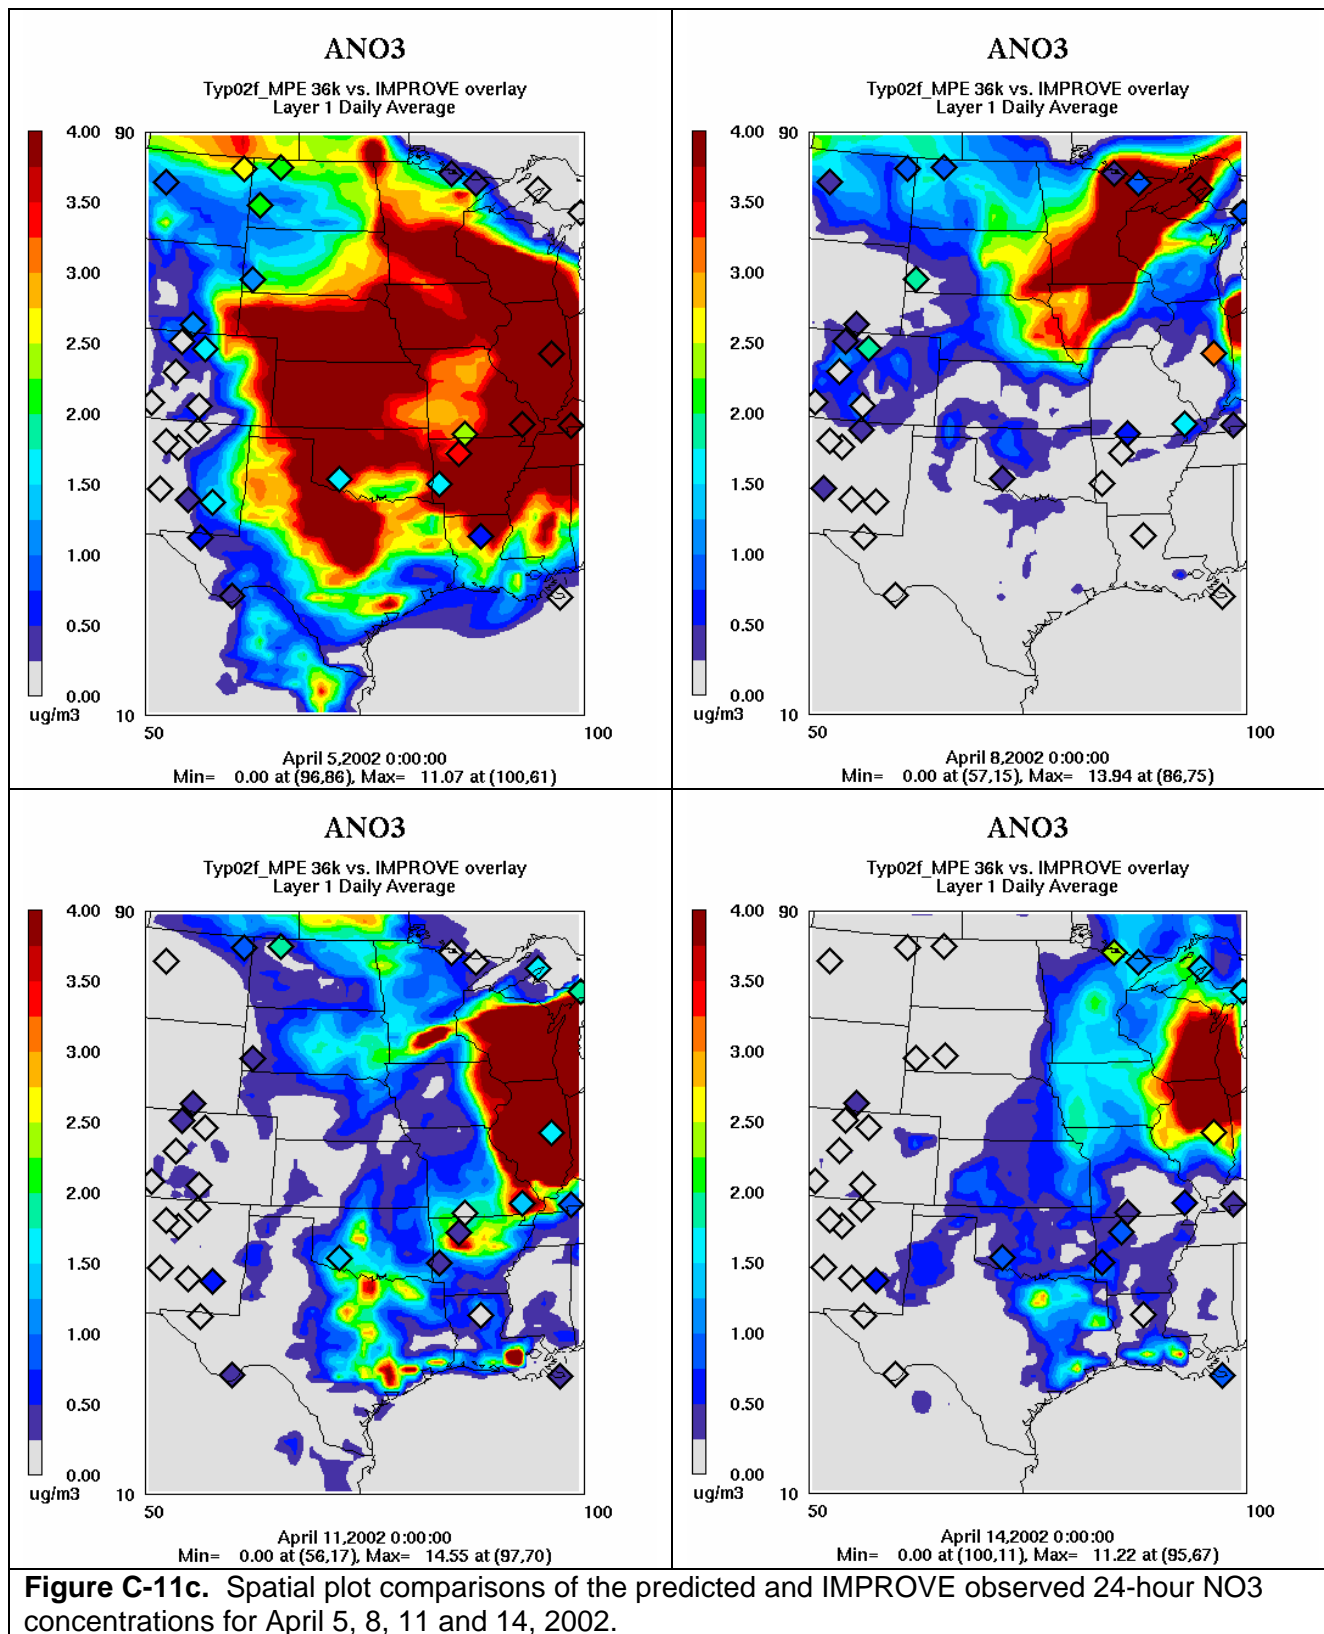 ANO3
Typ02f_MPE 36k vs. IMPROVE overlay
Layer 1 Daily Average
4.00
3.50
3.00
2.50
2.00
1.50
1.00
0.50
0.00
ug/m3
90
10
50
100
April 5,2002 0:00:00
Min= 0.00 at (96,86), Max= 11.07 at (100,61)
ANO3
Typ02f_MPE 36k vs. IMPROVE overlay
Layer 1 Daily Average
4.00
3.50
3.00
2.50
2.00
1.50
1.00
0.50
0.00
ug/m3
90
10
50
100
April 8,2002 0:00:00
Min= 0.00 at (57,15), Max= 13.94 at (86,75)
ANO3
Typ02f_MPE 36k vs. IMPROVE overlay
Layer 1 Daily Average
4.00
3.50
3.00
2.50
2.00
1.50
1.00
0.50
0.00
ug/m3
90
10
50
100
April 11,2002 0:00:00
Min= 0.00 at (56,17), Max= 14.55 at (97,70)
ANO3
Typ02f_MPE 36k vs. IMPROVE overlay
Layer 1 Daily Average
4.00
3.50
3.00
2.50
2.00
1.50
1.00
0.50
0.00
ug/m3
90
10
50
100
April 14,2002 0:00:00
Min= 0.00 at (100,11), Max= 11.22 at (95,67)
Figure C-11c. Spatial plot comparisons of the predicted and IMPROVE observed 24-hour NO3
concentrations for April 5, 8, 11 and 14, 2002.